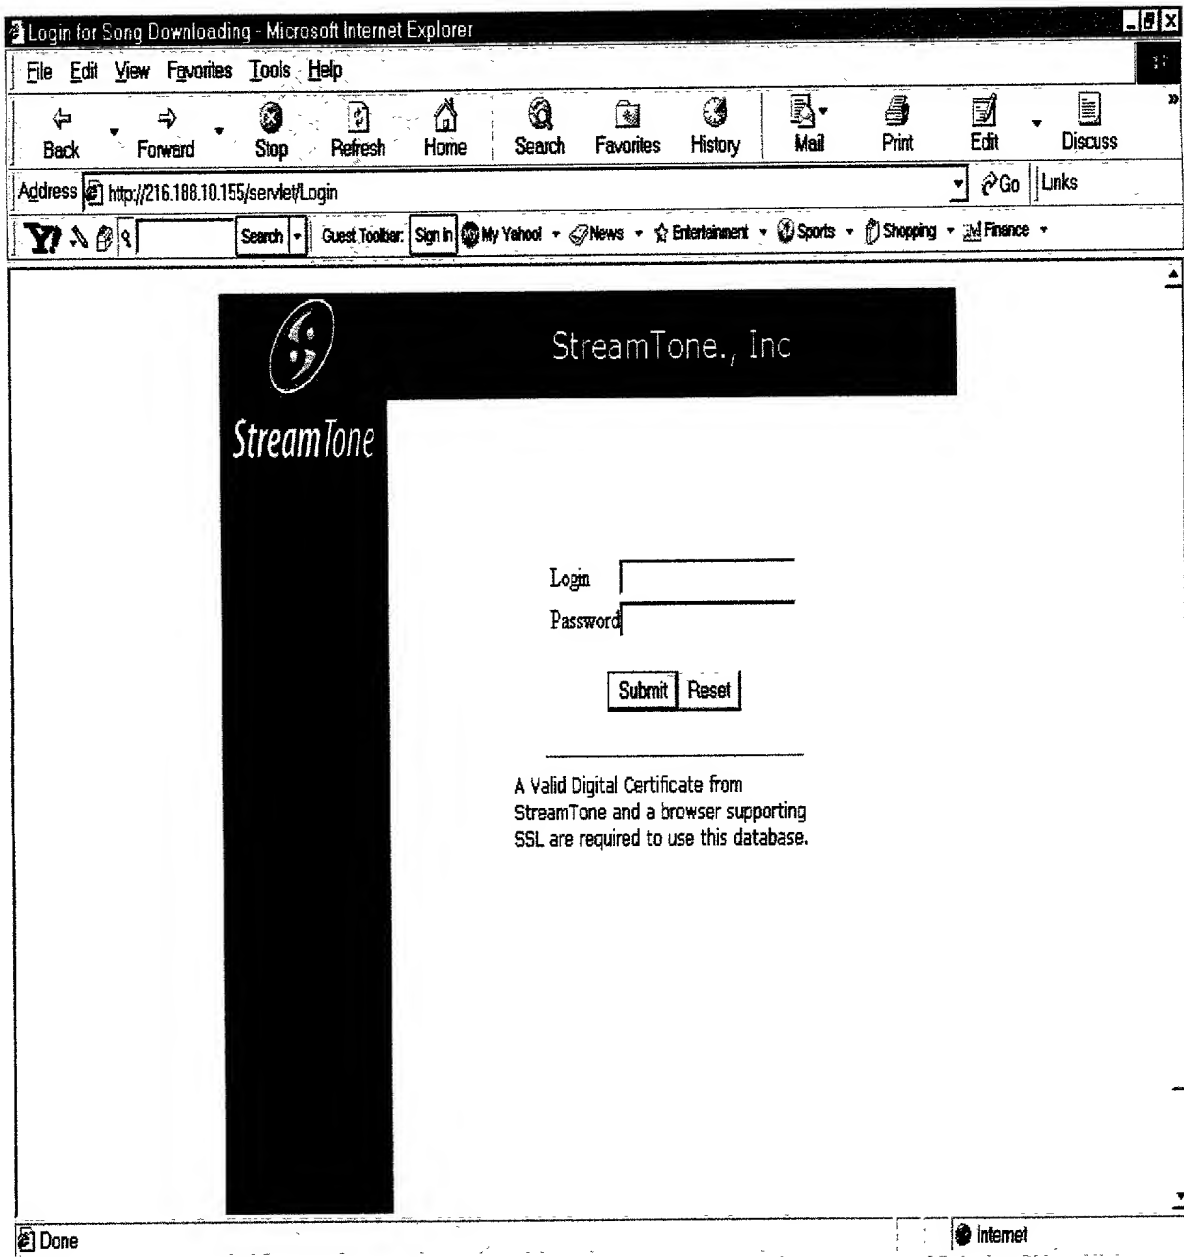 Login for Song Downloading - Microsoft Internet Explorer
File Edit View Favorites Tools Help
Back Forward Stop Refresh Home Search Favorites History Mail Print Edit Discuss »
Address http://216.188.10.155/servlet/Login Go Links
Y! Search Guest Toolbar: Sign In My Yahoo! News Entertainment Sports Shopping Finance
StreamTone., Inc
StreamTone
Login
Password
Submit Reset
A Valid Digital Certificate from
StreamTone and a browser supporting
SSL are required to use this database.
Done Internet